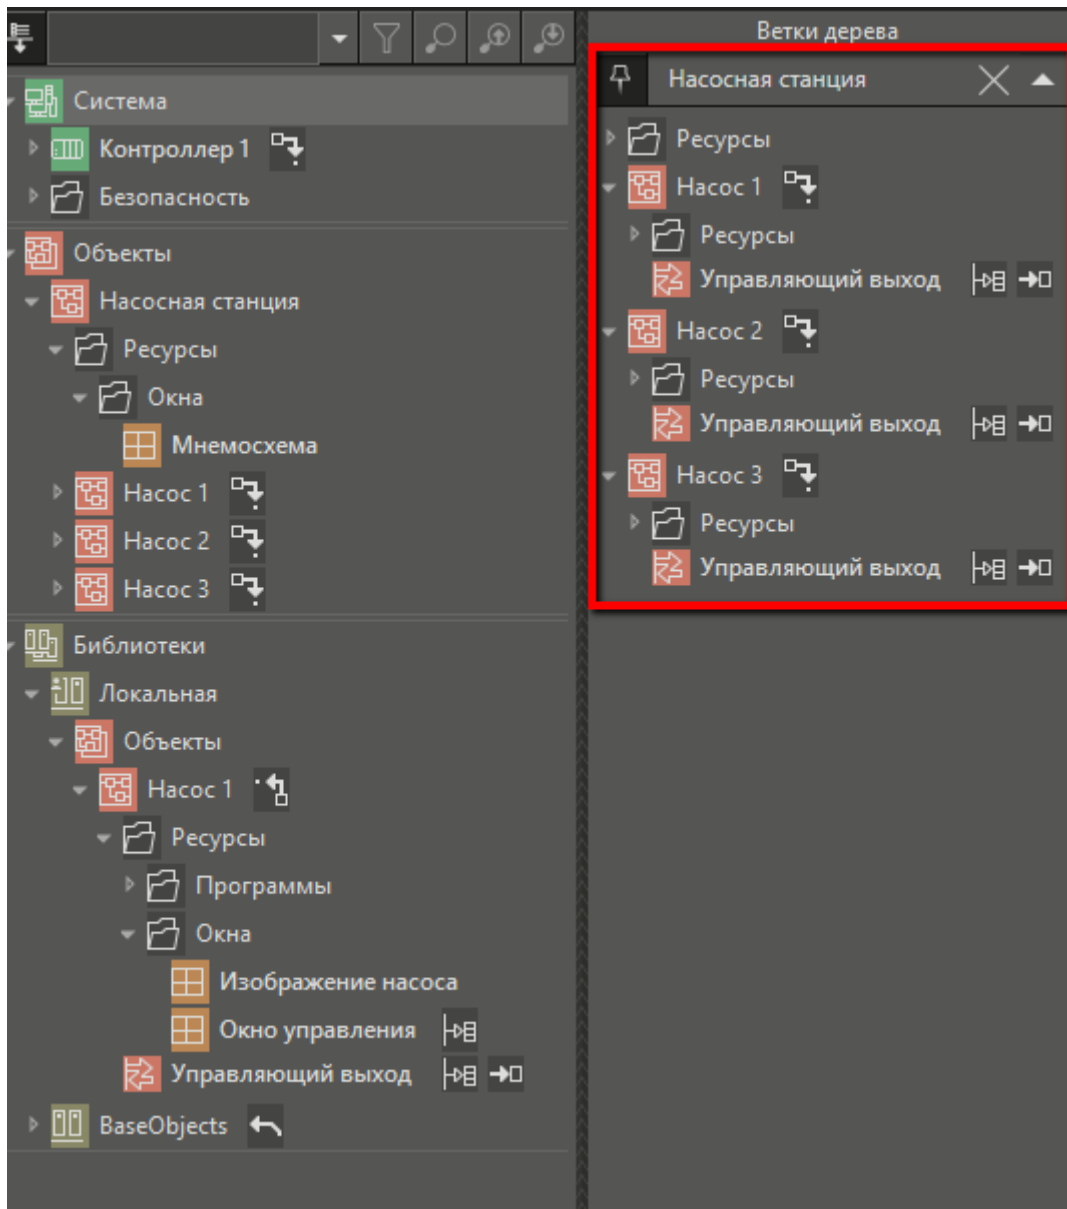 Система
Контроллер 1
Безопасность
Объекты
Насосная станция
Ресурсы
Окна
Мнемосхема
Насос 1
Насос 2
Насос 3
Библиотеки
Локальная
Объекты
Насос 1
Ресурсы
Программы
Окна
Изображение насоса
Окно управления
Управляющий выход
BaseObjects
Ветки дерева
Насосная станция
Ресурсы
Насос 1
Ресурсы
Управляющий выход
Насос 2
Ресурсы
Управляющий выход
Насос 3
Ресурсы
Управляющий выход